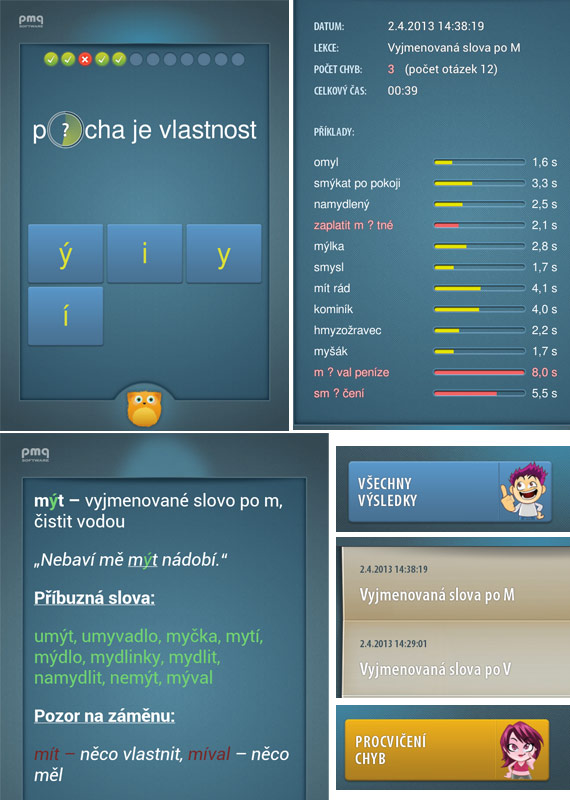 pmq
SOFTWARE
p ? cha je vlastnost
ý i y
í
DATUM: 2.4.2013 14:38:19
LEKCE: Vyjmenovaná slova po M
POČET CHYB: 3 (počet otázek 12)
CELKOVÝ ČAS: 00:39
PŘÍKLADY:
omyl 1,6 s
smýkat po pokoji 3,3 s
namydlený 2,5 s
zaplatit m ? tné 2,1 s
mýlka 2,8 s
smysl 1,7 s
mít rád 4,1 s
kominík 4,0 s
hmyzožravec 2,2 s
myšák 1,7 s
m ? val peníze 8,0 s
sm ? čení 5,5 s
pmq
SOFTWARE
mýt – vyjmenované slovo po m,
čistit vodou
„Nebaví mě mýt nádobí.“
Příbuzná slova:
umýt, umyvadlo, myčka, mytí,
mýdlo, mydlinky, mydlit,
namydlit, nemýt, mýval
Pozor na záměnu:
mít – něco vlastnit, míval – něco
měl
VŠECHNY
VÝSLEDKY
2.4.2013 14:38:19
Vyjmenovaná slova po M
2.4.2013 14:29:01
Vyjmenovaná slova po V
PROCVIČENÍ
CHYB